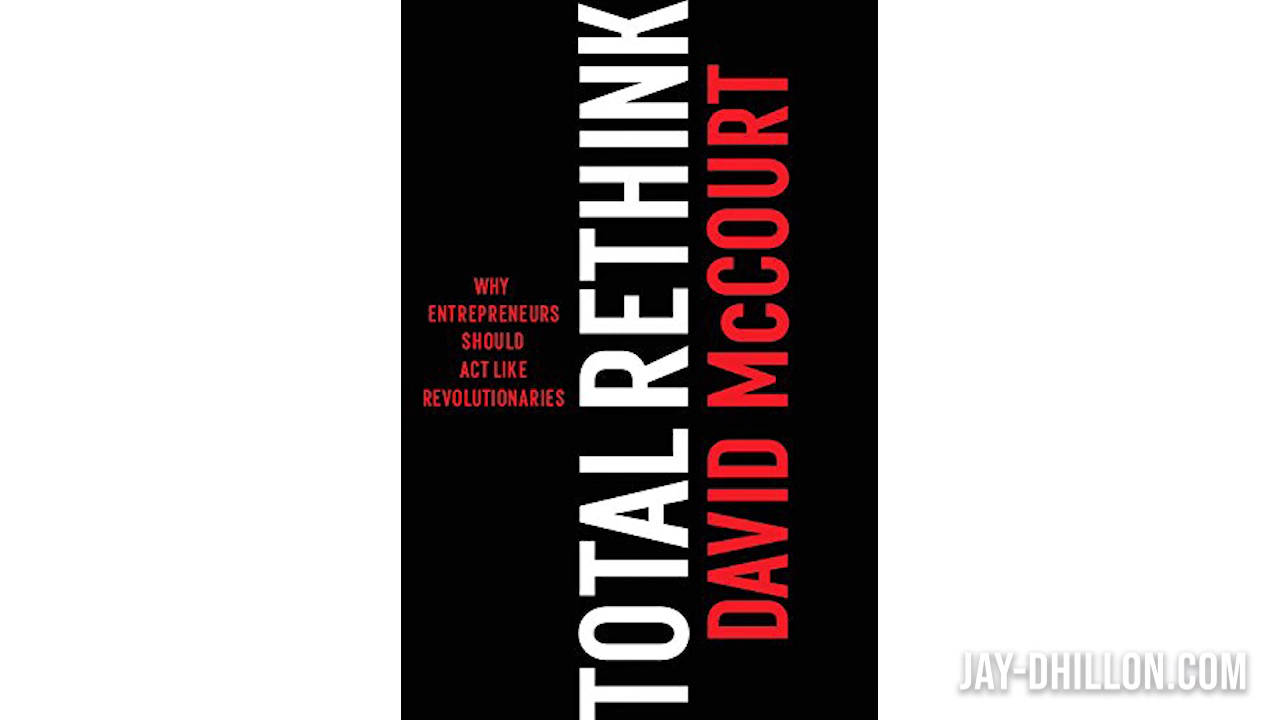 WHY
ENTREPRENEURS
SHOULD
ACT LIKE
REVOLUTIONARIES
TOTAL RETHINK
DAVID McCOURT
JAY-DHILLON.COM